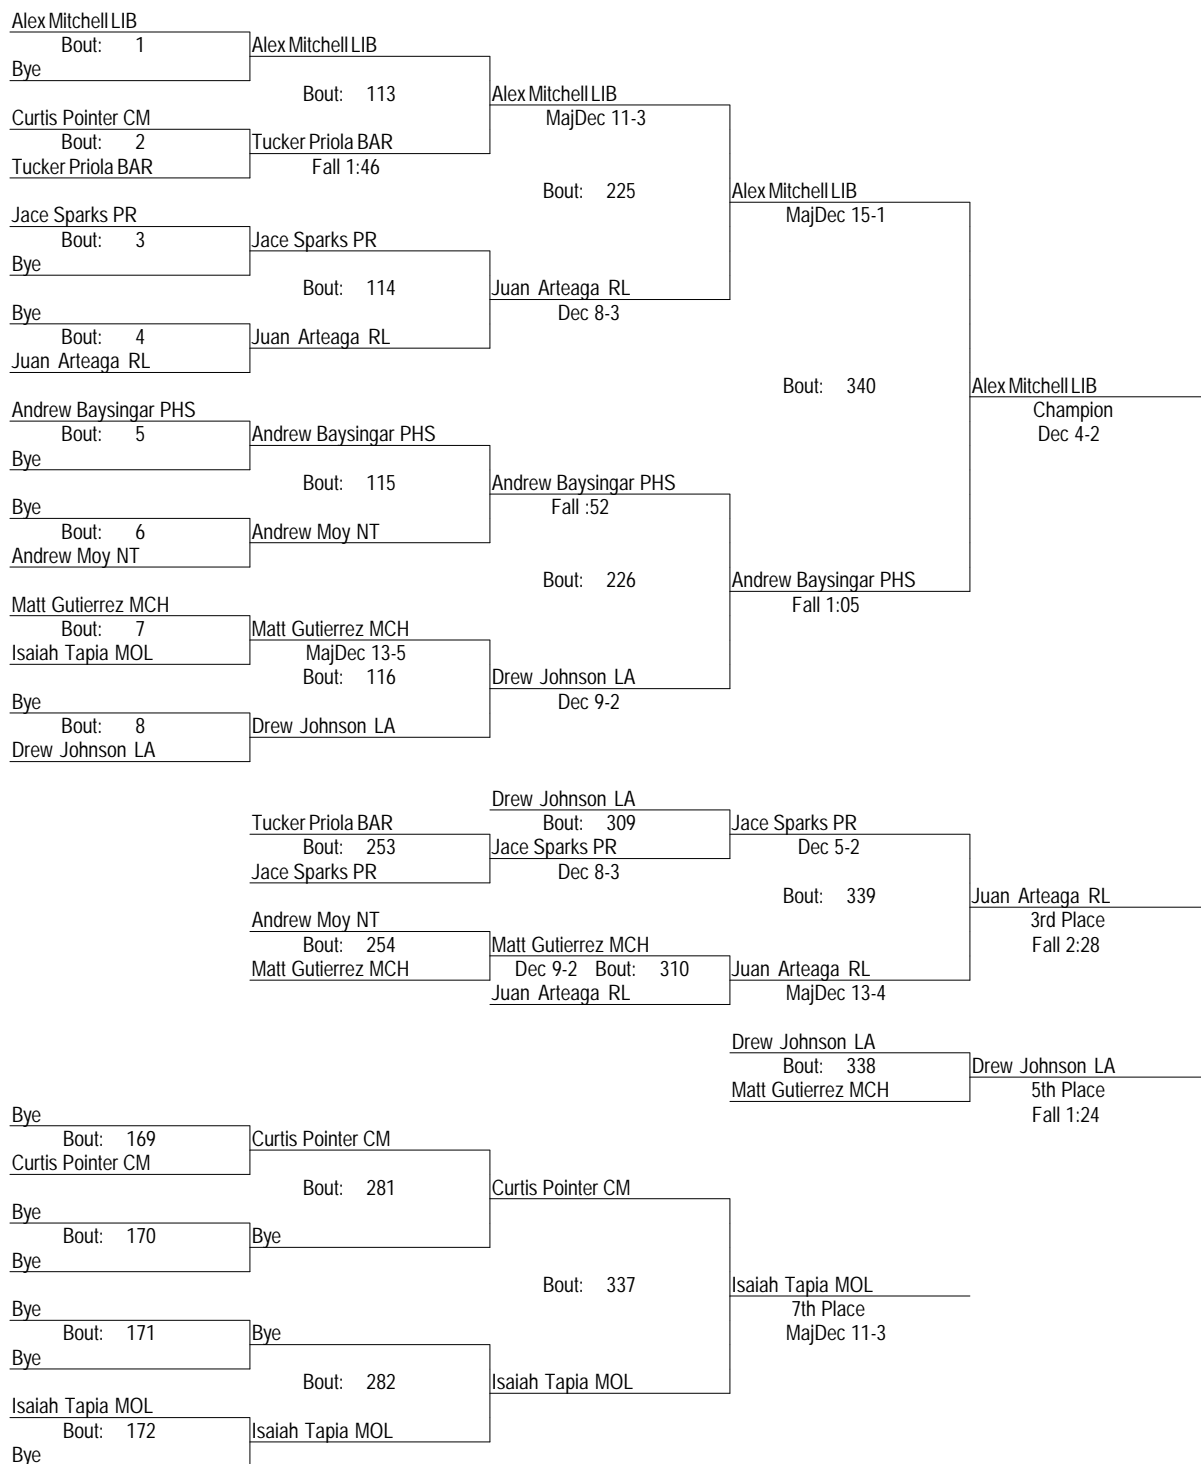 Alex Mitchell LIB
Bout: 1 Alex Mitchell LIB
Bye
Bout: 113 Alex Mitchell LIB
Curtis Pointer CM MajDec 11-3
Bout: 2 Tucker Priola BAR
Tucker Priola BAR Fall 1:46
Bout: 225 Alex Mitchell LIB
Jace Sparks PR MajDec 15-1
Bout: 3 Jace Sparks PR
Bye
Bout: 114 Juan Arteaga RL
Bye Dec 8-3
Bout: 4 Juan Arteaga RL
Juan Arteaga RL
Bout: 340 Alex Mitchell LIB
Andrew Baysingar PHS Champion
Bout: 5 Andrew Baysingar PHS Dec 4-2
Bye
Bout: 115 Andrew Baysingar PHS
Bye Fall :52
Bout: 6 Andrew Moy NT
Andrew Moy NT
Bout: 226 Andrew Baysingar PHS
Matt Gutierrez MCH Fall 1:05
Bout: 7 Matt Gutierrez MCH
Isaiah Tapia MOL MajDec 13-5
Bout: 116 Drew Johnson LA
Bye Dec 9-2
Bout: 8 Drew Johnson LA
Drew Johnson LA
Drew Johnson LA
Tucker Priola BAR Bout: 309 Jace Sparks PR
Bout: 253 Jace Sparks PR Dec 5-2
Jace Sparks PR Dec 8-3
Bout: 339 Juan Arteaga RL
Andrew Moy NT 3rd Place
Bout: 254 Matt Gutierrez MCH Fall 2:28
Matt Gutierrez MCH Dec 9-2 Bout: 310 Juan Arteaga RL
Juan Arteaga RL MajDec 13-4
Drew Johnson LA
Bout: 338 Drew Johnson LA
Matt Gutierrez MCH 5th Place
Bye Fall 1:24
Bout: 169 Curtis Pointer CM
Curtis Pointer CM
Bout: 281 Curtis Pointer CM
Bye
Bout: 170 Bye
Bye
Bout: 337 Isaiah Tapia MOL
Bye 7th Place
Bout: 171 Bye MajDec 11-3
Bye
Bout: 282 Isaiah Tapia MOL
Isaiah Tapia MOL
Bout: 172 Isaiah Tapia MOL
Bye